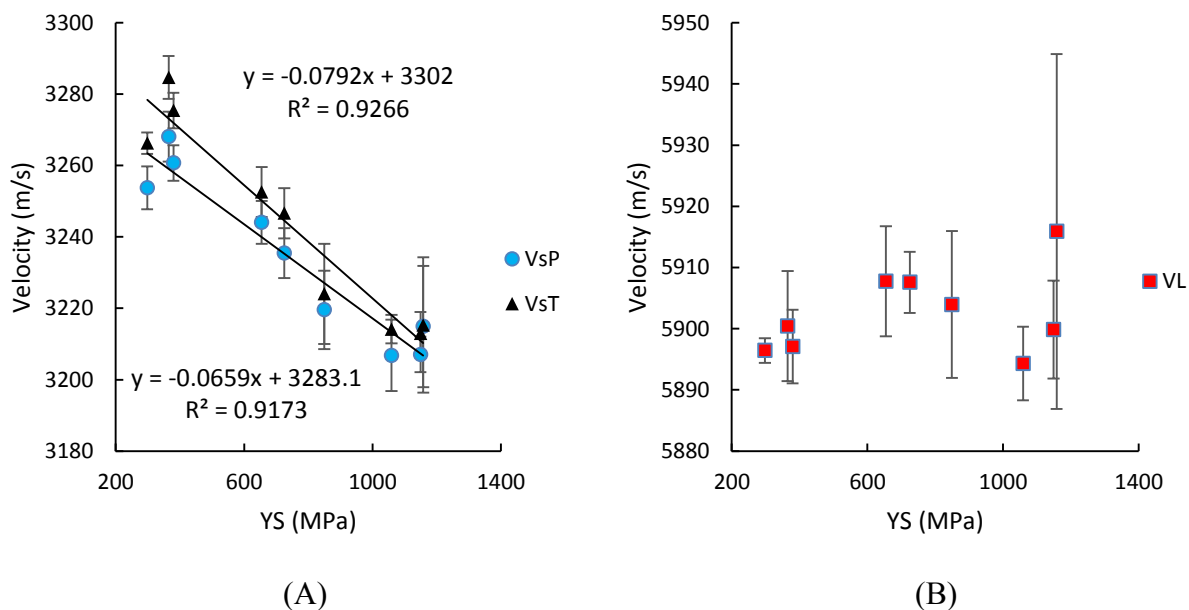 3300
3280
3260
3240
3220
3200
3180
Velocity (m/s)
y = -0.0792x + 3302
R² = 0.9266
y = -0.0659x + 3283.1
R² = 0.9173
VsP
VsT
200 600 1000 1400
YS (MPa)
(A)
5950
5940
5930
5920
5910
5900
5890
5880
Velocity (m/s)
VL
200 600 1000 1400
YS (MPa)
(B)